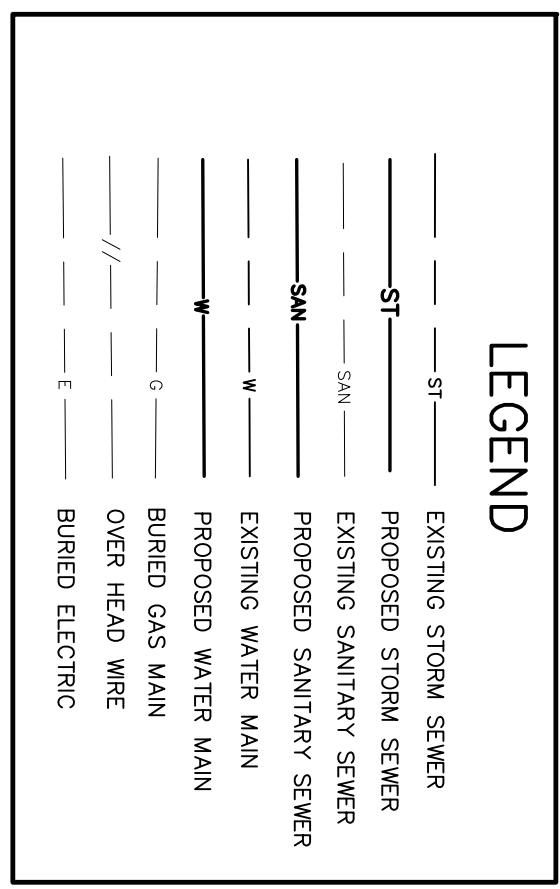 LEGEND
ST EXISTING STORM SEWER
ST PROPOSED STORM SEWER
SAN EXISTING SANITARY SEWER
SAN PROPOSED SANITARY SEWER
W EXISTING WATER MAIN
W PROPOSED WATER MAIN
G BURIED GAS MAIN
// OVER HEAD WIRE
E BURIED ELECTRIC